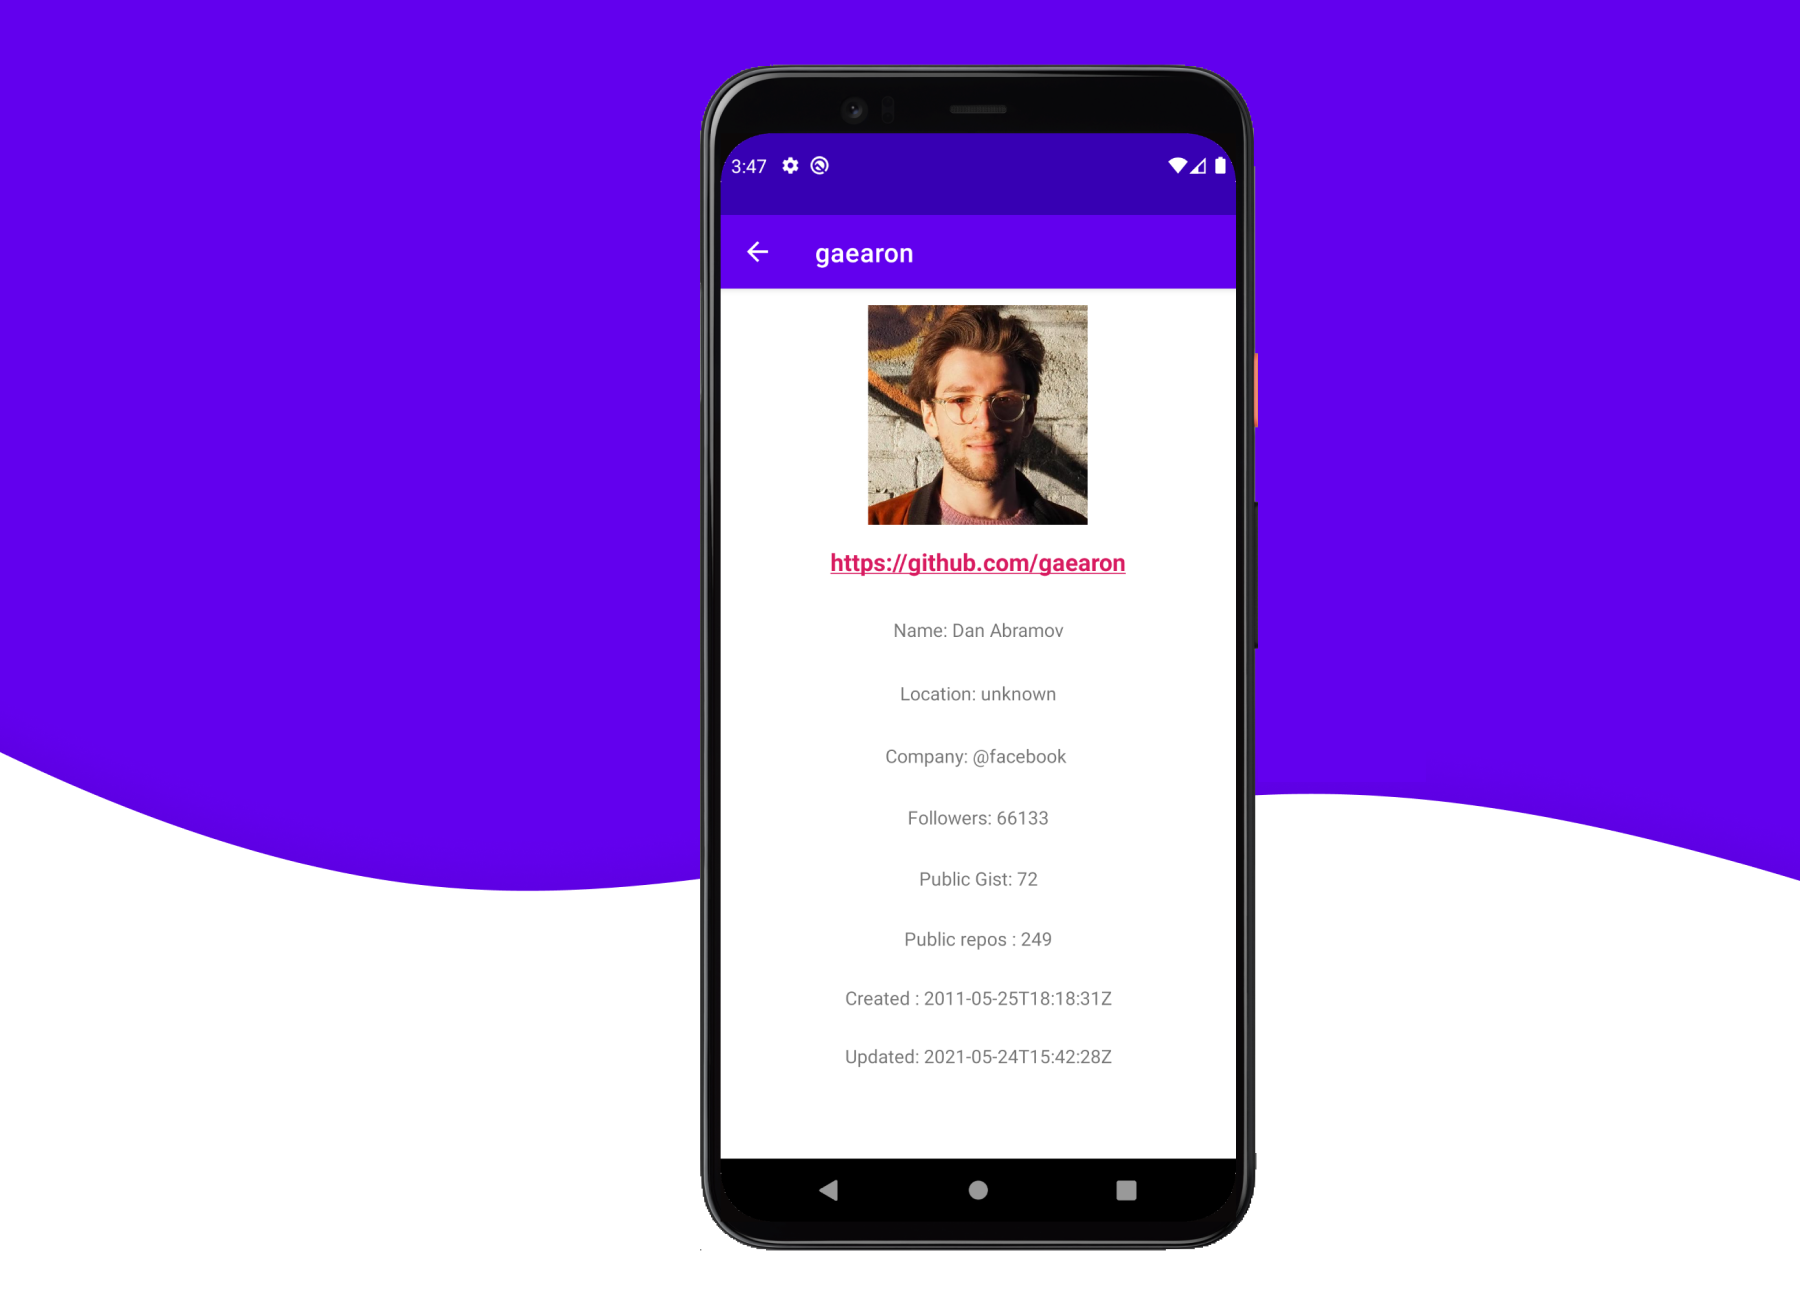 3:47
gaearon
https://github.com/gaearon
Name: Dan Abramov
Location: unknown
Company: @facebook
Followers: 66133
Public Gist: 72
Public repos : 249
Created : 2011-05-25T18:18:31Z
Updated: 2021-05-24T15:42:28Z